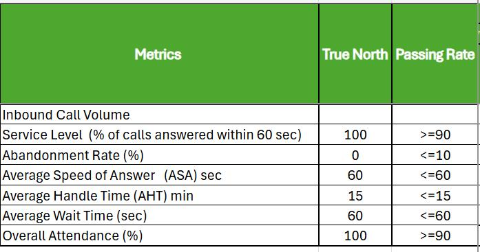 Metrics True North Passing Rate
Inbound Call Volume
Service Level (% of calls answered within 60 sec) 100 >=90
Abandonment Rate (%) 0 <=10
Average Speed of Answer (ASA) sec 60 <=60
Average Handle Time (AHT) min 15 <=15
Average Wait Time (sec) 60 <=60
Overall Attendance (%) 100 >=90